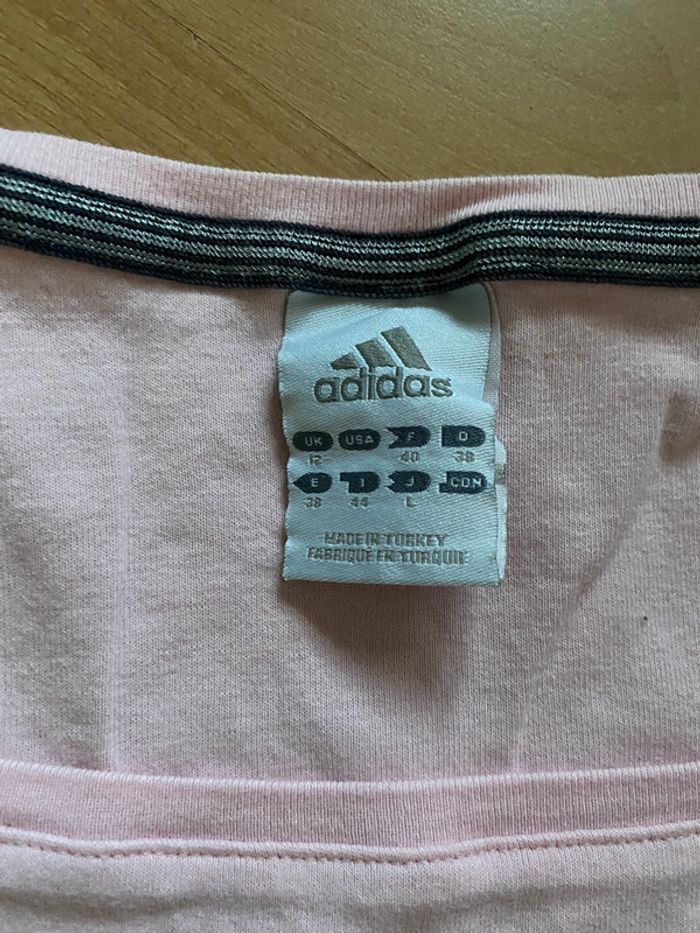 adidas
UK USA F D
12 40 38
E I J CDN
38 44 L
MADE IN TURKEY
FABRIQUE EN TURQUIE